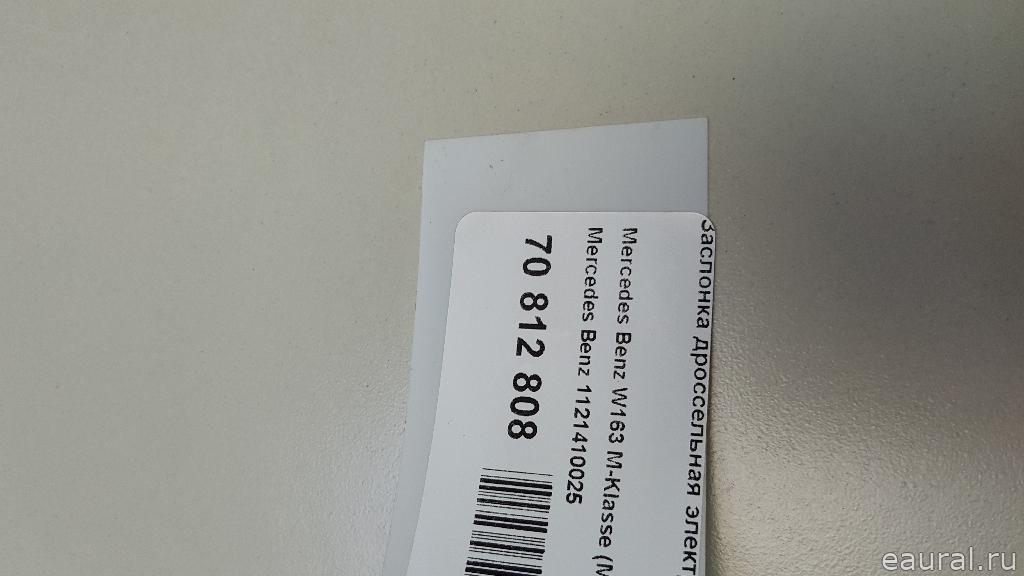 Заслонка дроссельная элект
Mercedes Benz W163 M-Klasse (M
Mercedes Benz 1121410025
70 812 808
eaural.ru